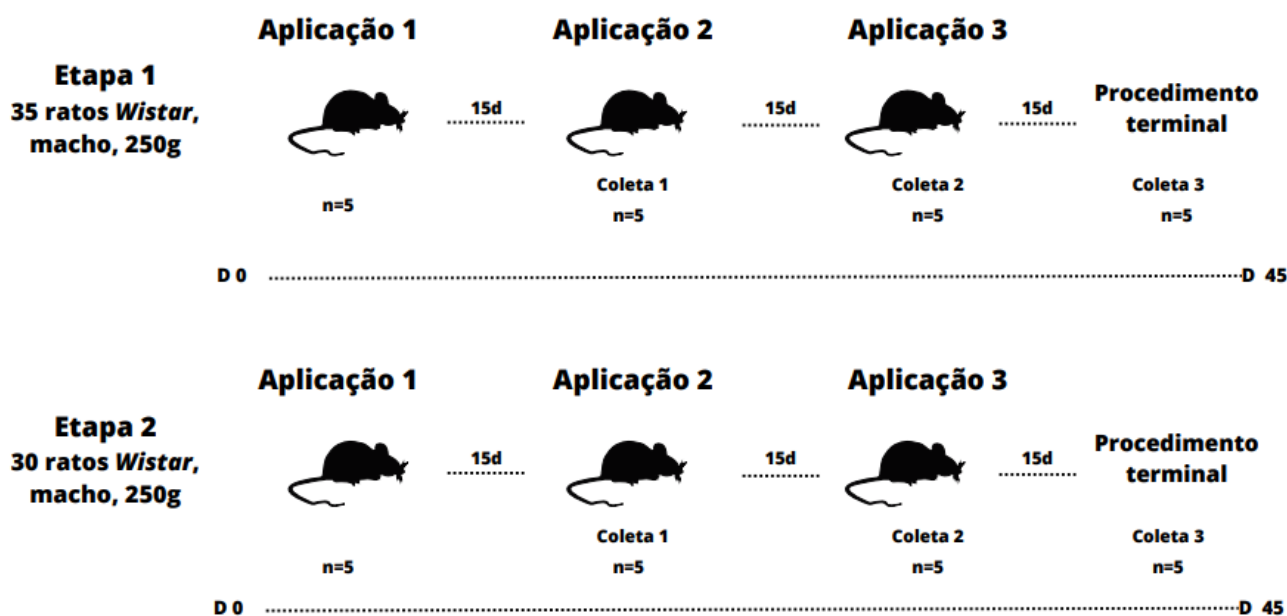 Aplicação 1
Aplicação 2
Aplicação 3
Etapa 1
35 ratos Wistar,
macho, 250g
15d
15d
15d
Procedimento
terminal
n=5
Coleta 1
n=5
Coleta 2
n=5
Coleta 3
n=5
D 0
D 45
Aplicação 1
Aplicação 2
Aplicação 3
Etapa 2
30 ratos Wistar,
macho, 250g
15d
15d
15d
Procedimento
terminal
n=5
Coleta 1
n=5
Coleta 2
n=5
Coleta 3
n=5
D 0
D 45